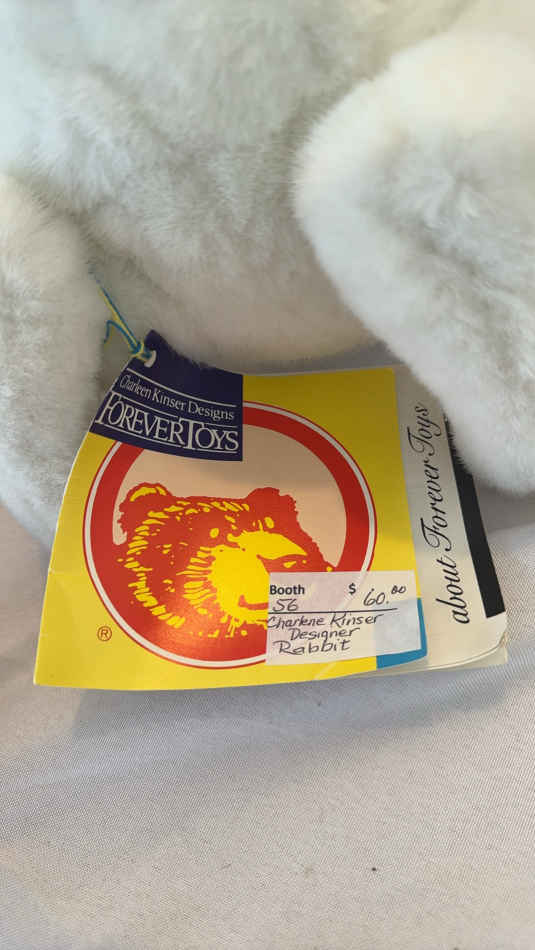 Charleen Kinser Designs
FOREVER TOYS
®
Booth $
56 60.00
Charlene Kinser
Designer
Rabbit
about Forever Toys